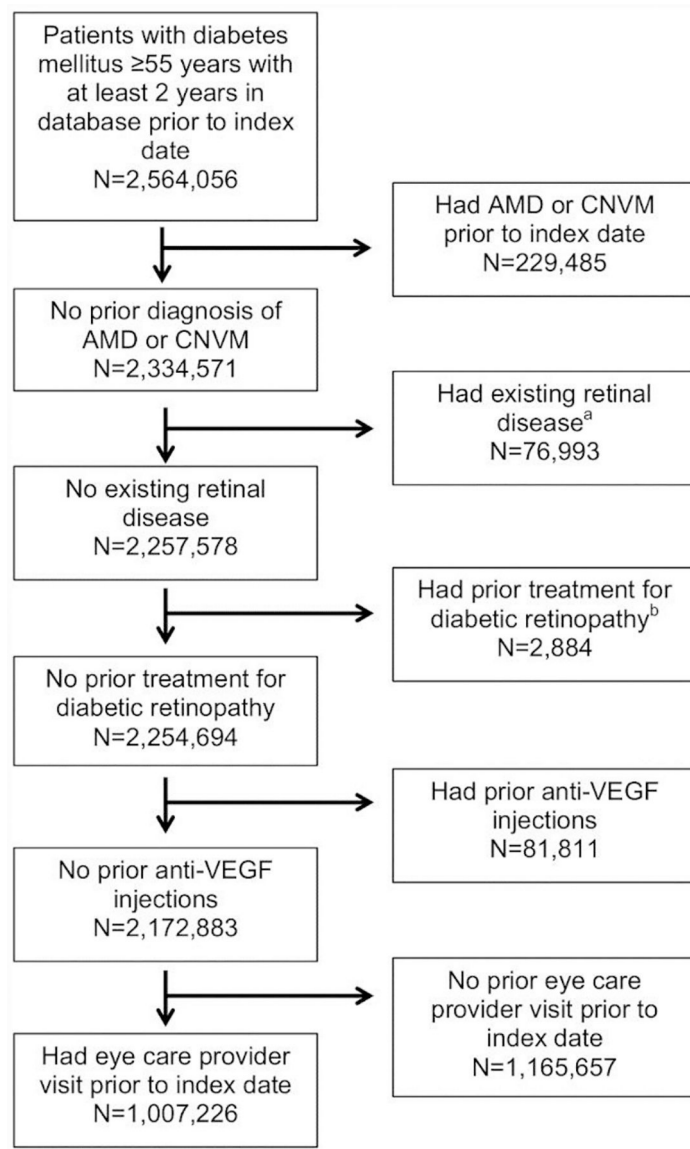 Patients with diabetes
mellitus ≥55 years with
at least 2 years in
database prior to index
date
N=2,564,056
Had AMD or CNVM
prior to index date
N=229,485
No prior diagnosis of
AMD or CNVM
N=2,334,571
Had existing retinal
diseaseᵃ
N=76,993
No existing retinal
disease
N=2,257,578
Had prior treatment for
diabetic retinopathyᵇ
N=2,884
No prior treatment for
diabetic retinopathy
N=2,254,694
Had prior anti-VEGF
injections
N=81,811
No prior anti-VEGF
injections
N=2,172,883
No prior eye care
provider visit prior to
index date
N=1,165,657
Had eye care provider
visit prior to index date
N=1,007,226